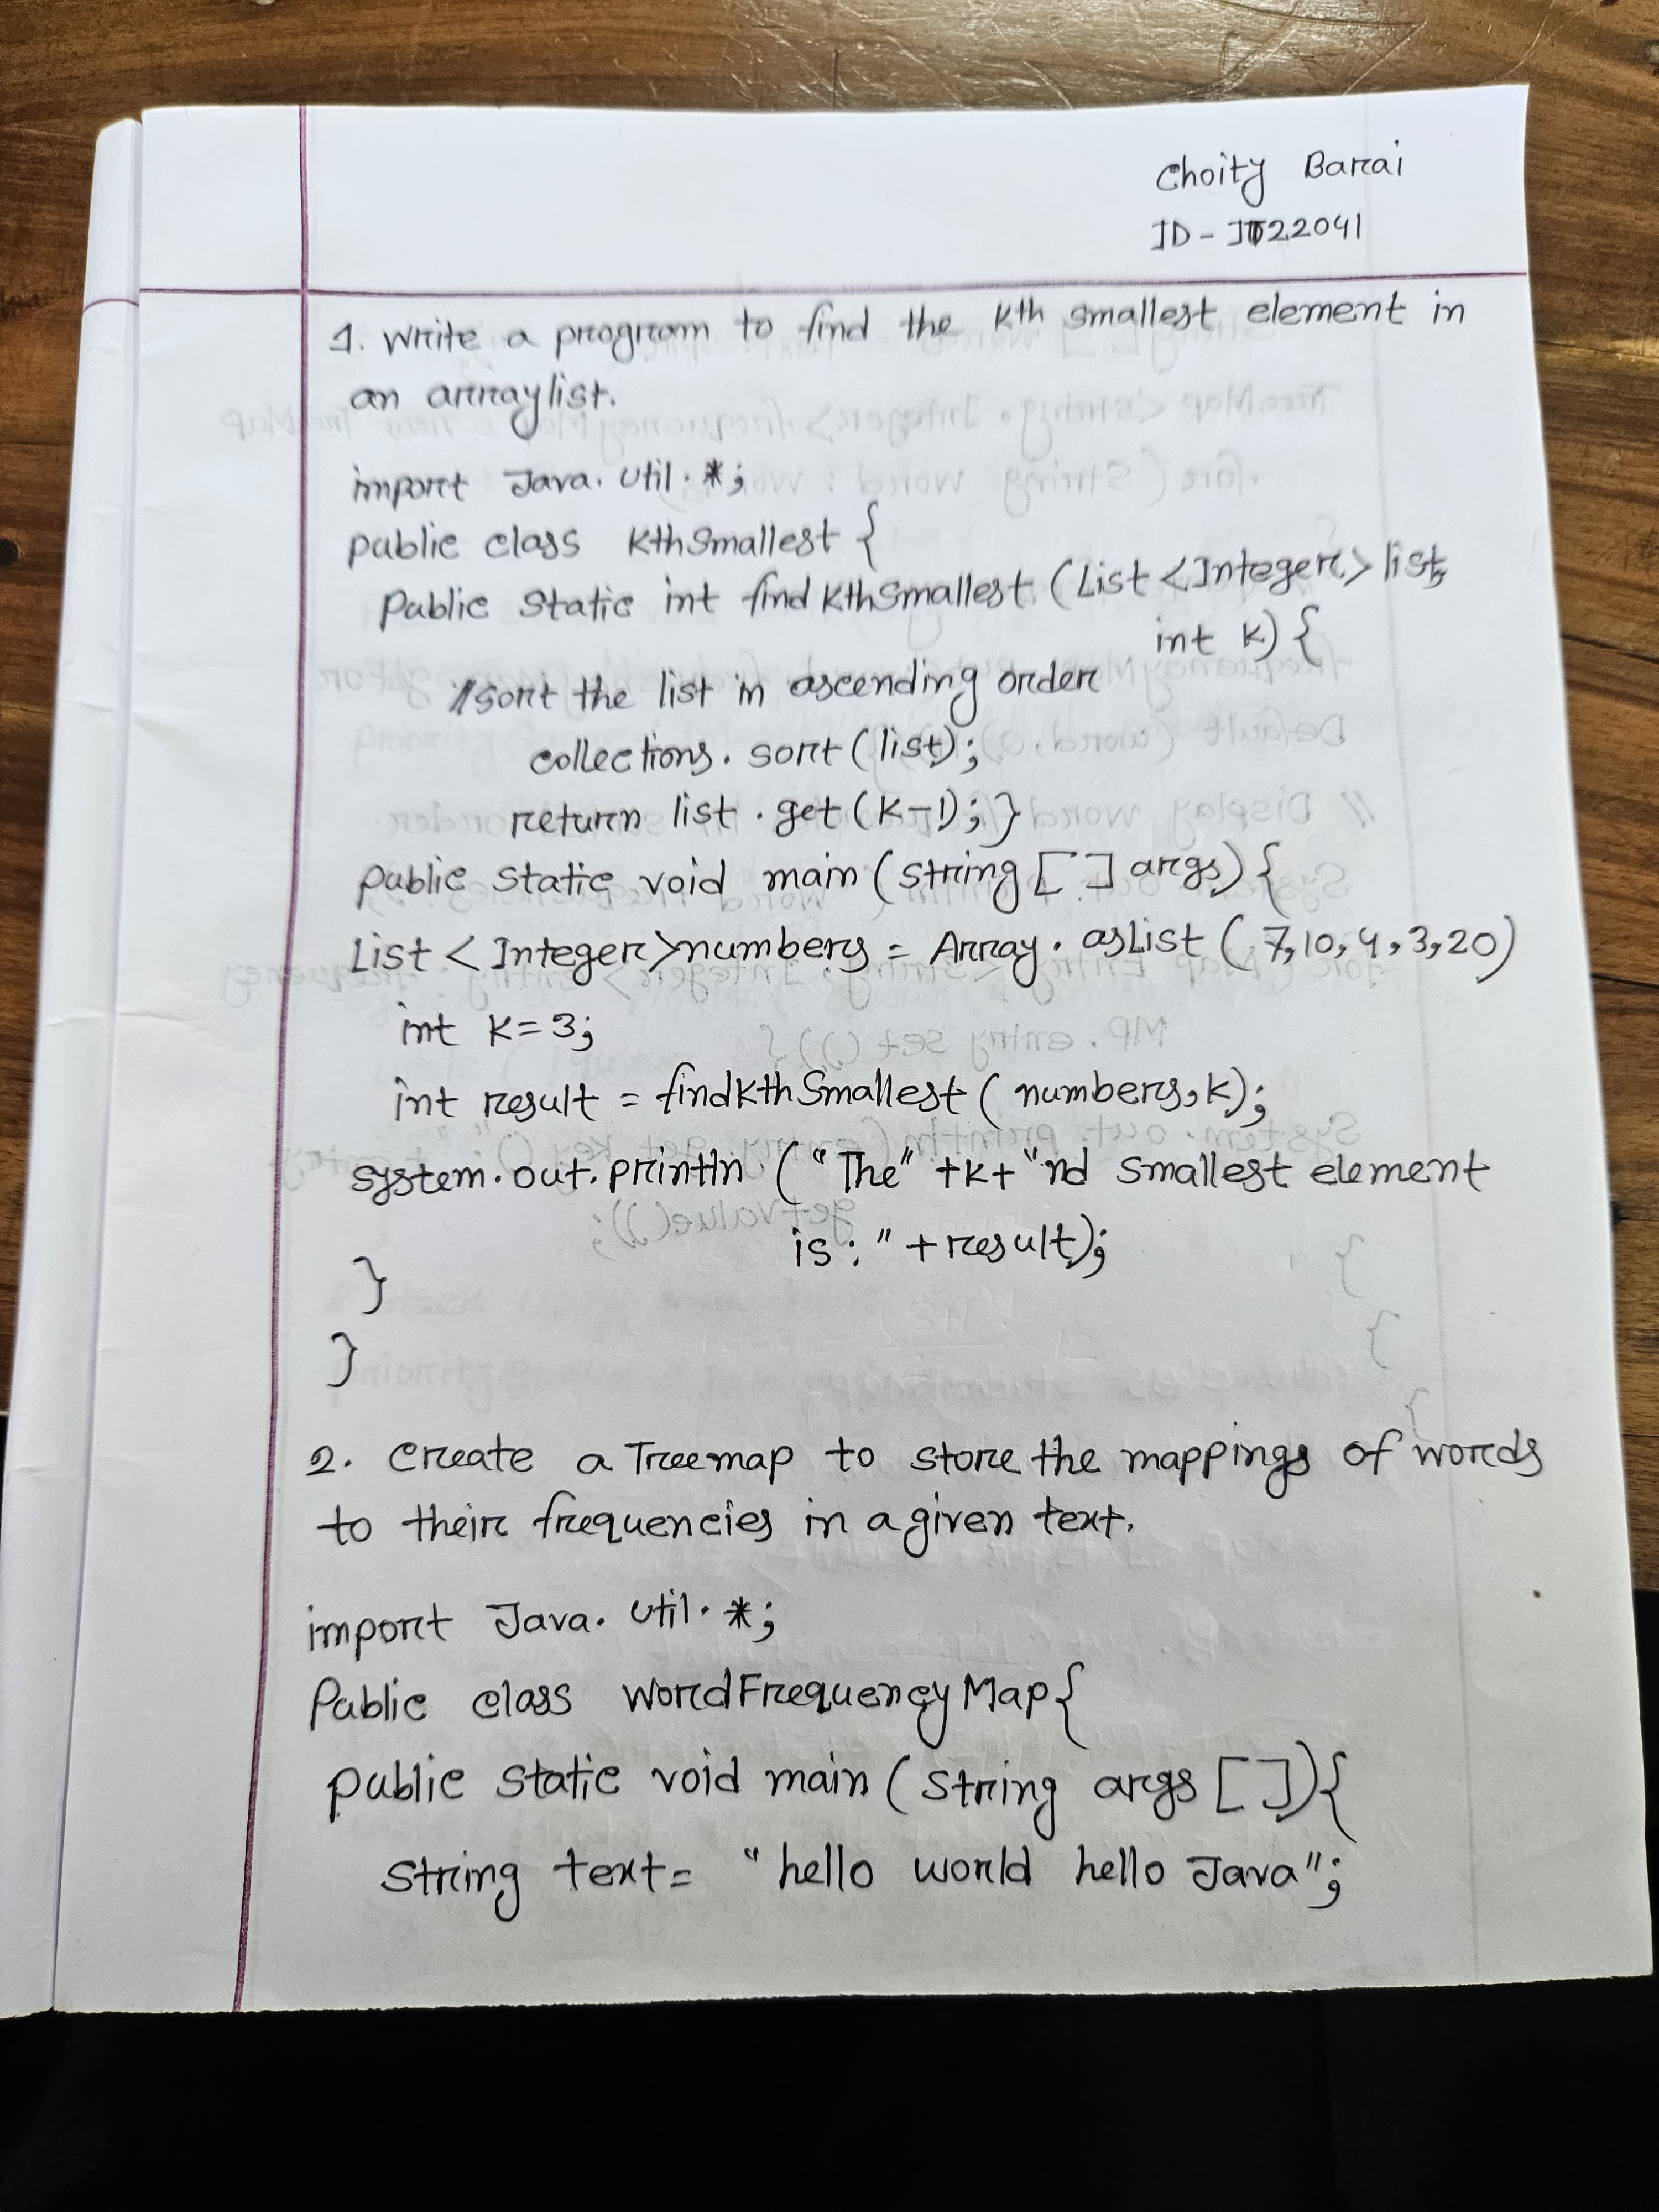 Choity Barai
ID - IT22041
1. Write a program to find the Kth smallest element in
an arraylist.
import Java.util.*;
public class KthSmallest {
Public Static int findKthSmallest (List <Integer> list,
int k) {
//sort the list in ascending order
collections.sort(list);
return list.get(k-1);}
public static void main (String [] args) {
List <Integer>numbers = Array.asList (7,10,4,3,20)
int k=3;
int result = findKthSmallest (numbers,k);
System.out.println ("The" +k+"nd smallest element
is:" +result);
}
}
2. Create a Treemap to store the mappings of words
to their frequencies in a given text.
import Java.util.*;
Public class WordFrequencyMap{
public static void main (String args []){
String text= "hello world hello Java";